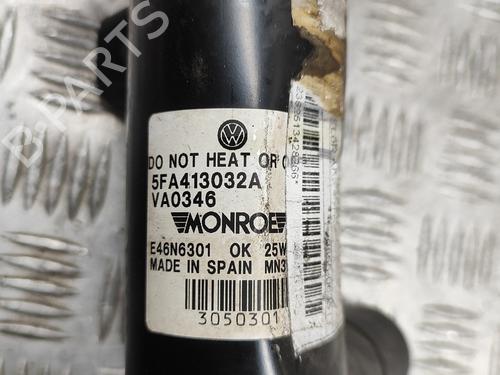 DO NOT HEAT OR
5FA413032A
VA0346
MONROE
E46N6301 OK 25W
MADE IN SPAIN MN3
3050301
B-PARTS